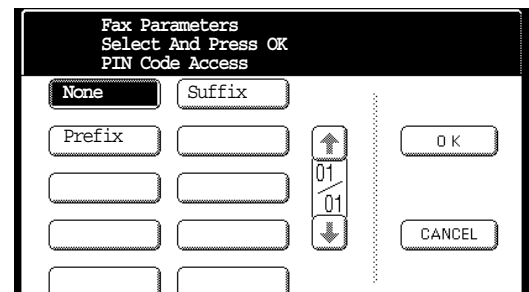 Fax Parameters
Select And Press OK
PIN Code Access
None
Suffix
Prefix
01
01
OK
CANCEL